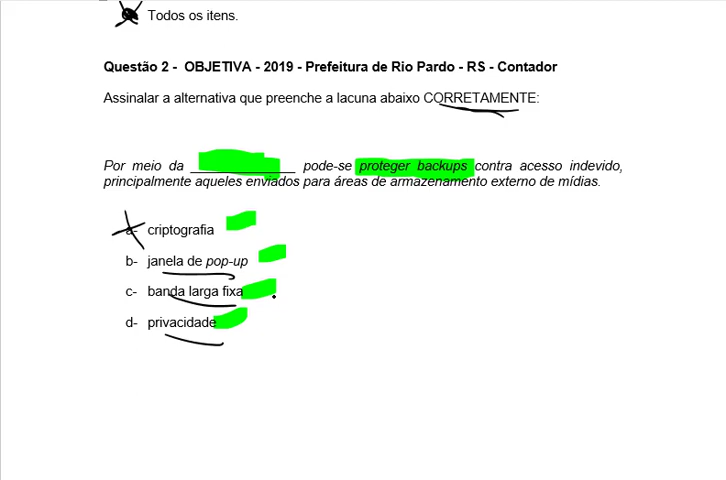 Todos os itens.
Questão 2 - OBJETIVA - 2019 - Prefeitura de Rio Pardo - RS - Contador
Assinalar a alternativa que preenche a lacuna abaixo CORRETAMENTE:
Por meio da ______________ pode-se proteger backups contra acesso indevido,
principalmente aqueles enviados para áreas de armazenamento externo de mídias.
a- criptografia
b- janela de pop-up
c- banda larga fixa
d- privacidade